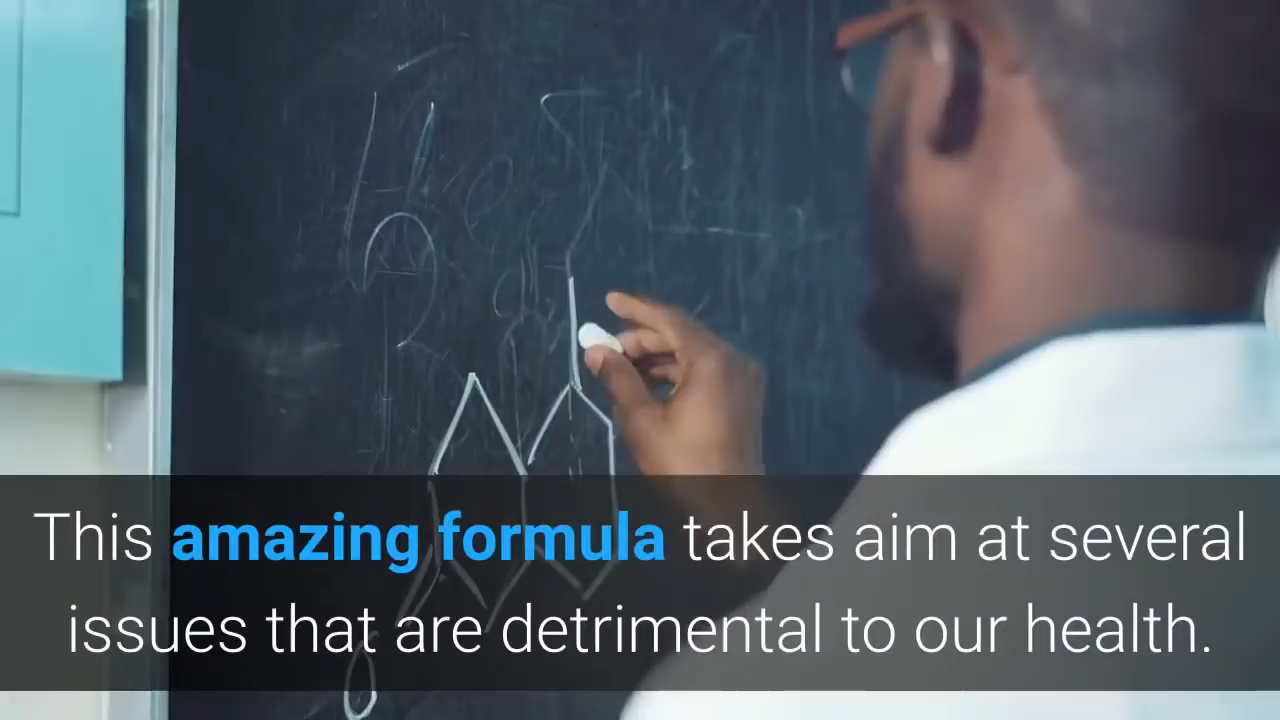 This amazing formula takes aim at several
issues that are detrimental to our health.